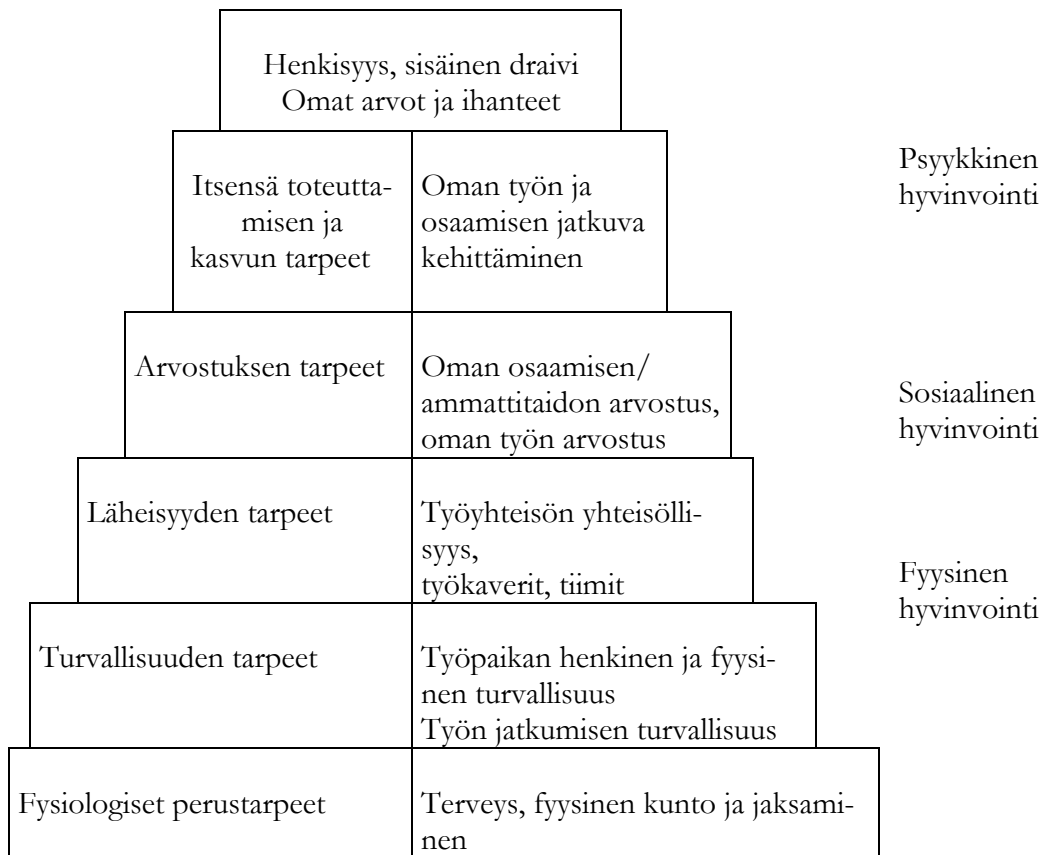 Henkisyys, sisäinen draivi
Omat arvot ja ihanteet
Itsensä toteutta-
misen ja
kasvun tarpeet
Oman työn ja
osaamisen jatkuva
kehittäminen
Psyykkinen
hyvinvointi
Arvostuksen tarpeet
Oman osaamisen/
ammattitaidon arvostus,
oman työn arvostus
Sosiaalinen
hyvinvointi
Läheisyyden tarpeet
Työyhteisön yhteisölli-
syys,
työkaverit, tiimit
Fyysinen
hyvinvointi
Turvallisuuden tarpeet
Työpaikan henkinen ja fyysi-
nen turvallisuus
Työn jatkumisen turvallisuus
Fysiologiset perustarpeet
Terveys, fyysinen kunto ja jaksami-
nen